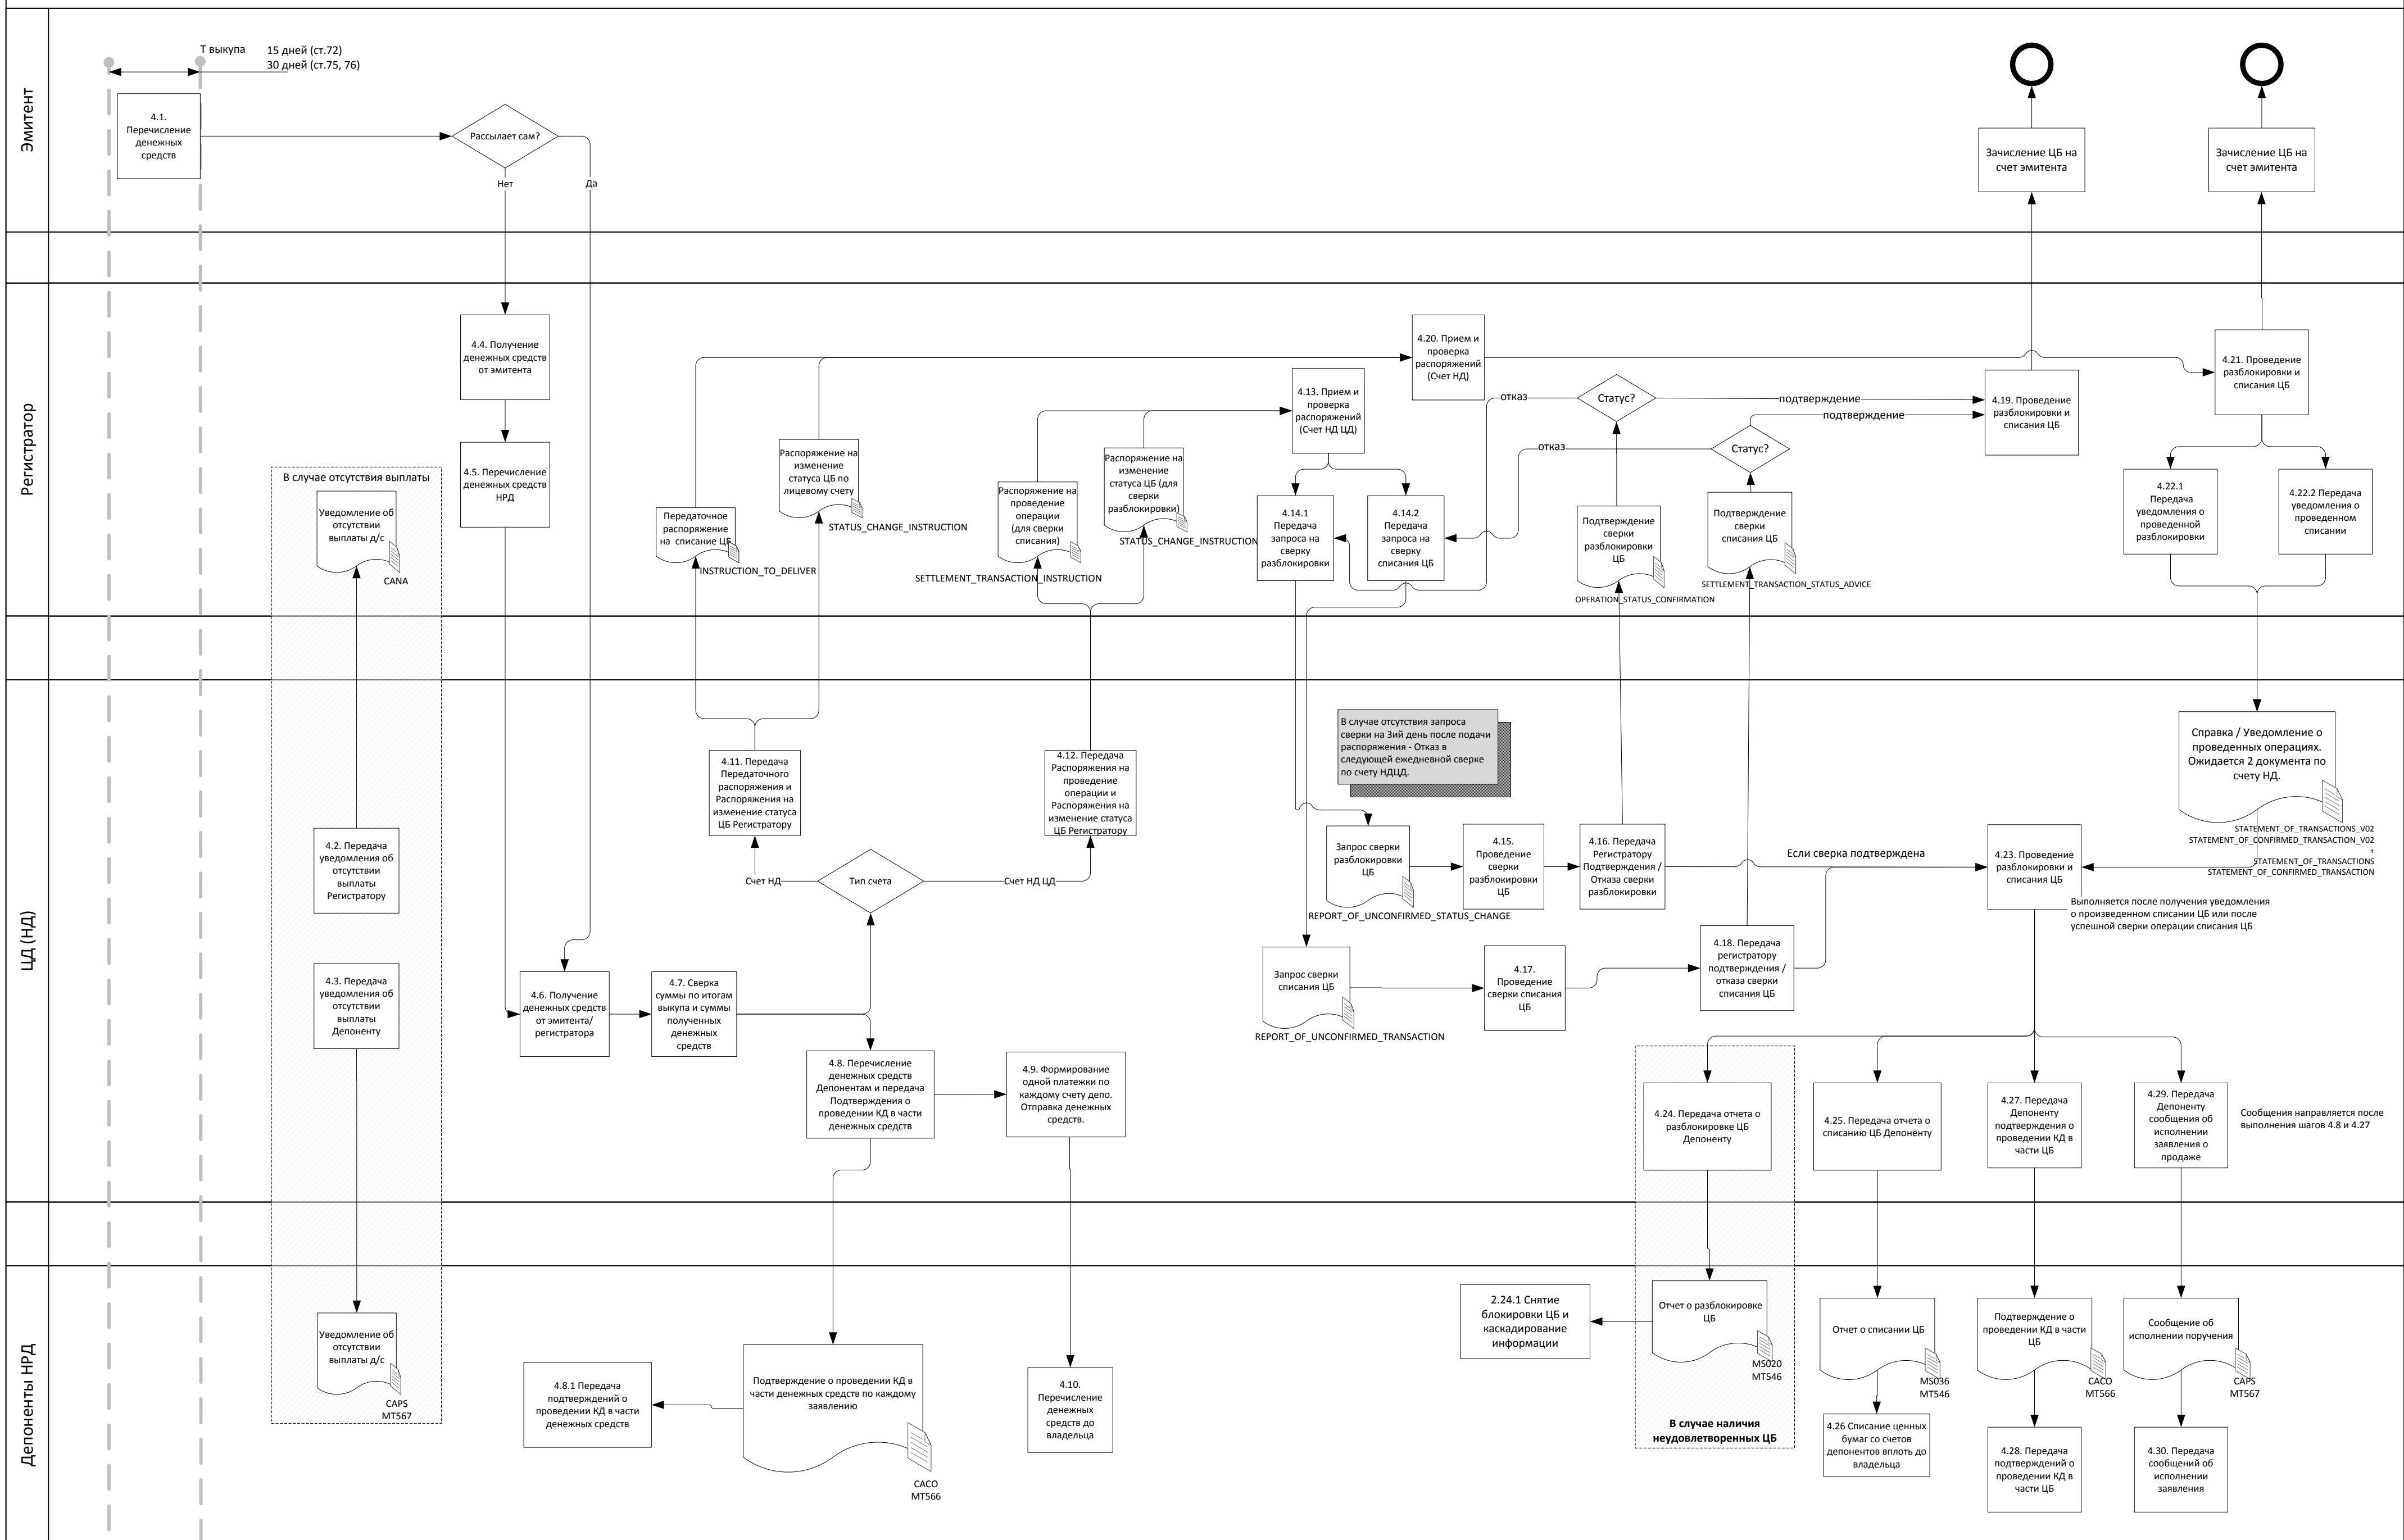 Эмитент
Т выкупа
15 дней (ст.72)
30 дней (ст.75, 76)
4.1.
Перечисление
денежных
средств
Рассылает сам?
Нет
Да
Зачисление ЦБ на
счет эмитента
Зачисление ЦБ на
счет эмитента
Регистратор
4.4. Получение
денежных средств
от эмитента
4.5. Перечисление
денежных средств
НРД
В случае отсутствия выплаты
Уведомление об
отсутствии
выплаты д/с
CANA
Передаточное
распоряжение
на  списание ЦБ
INSTRUCTION_TO_DELIVER
Распоряжение на
изменение
статуса ЦБ по
лицевому счету
STATUS_CHANGE_INSTRUCTION
Распоряжение на
проведение
операции
(для сверки
списания)
SETTLEMENT_TRANSACTION_INSTRUCTION
Распоряжение на
изменение
статуса ЦБ (для
сверки
разблокировки)
STATUS_CHANGE_INSTRUCTION
4.13. Прием и
проверка
распоряжений
(Счет НД ЦД)
4.14.1
Передача
запроса на
сверку
разблокировки
4.14.2
Передача
запроса на
сверку
списания ЦБ
4.20. Прием и
проверка
распоряжений
(Счет НД)
отказ
Статус?
подтверждение
подтверждение
отказ
Статус?
Подтверждение
сверки
разблокировки
ЦБ
OPERATION_STATUS_CONFIRMATION
Подтверждение
сверки
списания ЦБ
SETTLEMENT_TRANSACTION_STATUS_ADVICE
4.19. Проведение
разблокировки и
списания ЦБ
4.21. Проведение
разблокировки и
списания ЦБ
4.22.1
Передача
уведомления о
проведенной
разблокировки
4.22.2 Передача
уведомления о
проведенном
списании
ЦД (НД)
4.2. Передача
уведомления об
отсутствии
выплаты
Регистратору
4.3. Передача
уведомления об
отсутствии
выплаты
Депоненту
4.6. Получение
денежных средств
от эмитента/
регистратора
4.7. Сверка
суммы по итогам
выкупа и суммы
полученных
денежных
средств
4.11. Передача
Передаточного
распоряжения и
Распоряжения на
изменение статуса
ЦБ Регистратору
4.12. Передача
Распоряжения на
проведение
операции и
Распоряжения на
изменение статуса
ЦБ Регистратору
Счет НД
Тип счета
Счет НД ЦД
4.8. Перечисление
денежных средств
Депонентам и передача
Подтверждения о
проведении КД в части
денежных средств
4.9. Формирование
одной платежки по
каждому счету депо.
Отправка денежных
средств.
В случае отсутствия запроса
сверки на 3ий день после подачи
распоряжения - Отказ в
следующей ежедневной сверке
по счету НДЦД.
Запрос сверки
разблокировки
ЦБ
REPORT_OF_UNCONFIRMED_STATUS_CHANGE
4.15.
Проведение
сверки
разблокировки
ЦБ
4.16. Передача
Регистратору
Подтверждения /
Отказа сверки
разблокировки
Если сверка подтверждена
Запрос сверки
списания ЦБ
REPORT_OF_UNCONFIRMED_TRANSACTION
4.17.
Проведение
сверки списания
ЦБ
4.18. Передача
регистратору
подтверждения /
отказа сверки
списания ЦБ
4.23. Проведение
разблокировки и
списания ЦБ
Справка / Уведомление о
проведенных операциях.
Ожидается 2 документа по
счету НД.
STATEMENT_OF_TRANSACTIONS_V02
STATEMENT_OF_CONFIRMED_TRANSACTION_V02
+
STATEMENT_OF_TRANSACTIONS
STATEMENT_OF_CONFIRMED_TRANSACTION
Выполняется после получения уведомления
о произведенном списании ЦБ или после
успешной сверки операции списания ЦБ
4.24. Передача отчета о
разблокировке ЦБ
Депоненту
4.25. Передача отчета о
списанию ЦБ Депоненту
4.27. Передача
Депоненту
подтверждения о
проведении КД в
части ЦБ
4.29. Передача
Депоненту
сообщения об
исполнении
заявления о
продаже
Сообщения направляется после
выполнения шагов 4.8 и 4.27
Депоненты НРД
Уведомление об
отсутствии
выплаты д/с
CAPS
MT567
4.8.1 Передача
подтверждений о
проведении КД в части
денежных средств
Подтверждение о проведении КД в
части денежных средств по каждому
заявлению
CACO
MT566
4.10.
Перечисление
денежных
средств до
владельца
2.24.1 Снятие
блокировки ЦБ и
каскадирование
информации
Отчет о разблокировке
ЦБ
MS020
MT546
В случае наличия
неудовлетворенных ЦБ
Отчет о списании ЦБ
MS036
MT546
4.26 Списание ценных
бумаг со счетов
депонентов вплоть до
владельца
Подтверждение о
проведении КД в части
ЦБ
CACO
MT566
4.28. Передача
подтверждений о
проведении КД в
части ЦБ
Сообщение об
исполнении поручения
CAPS
MT567
4.30. Передача
сообщений об
исполнении
заявления